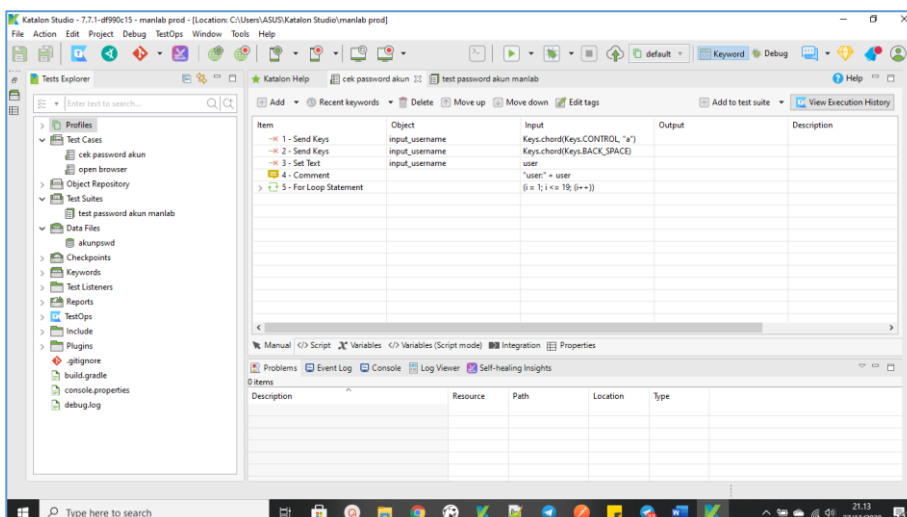 Katalon Studio - 7.7.1-df990c15 - manlab prod - [Location: C:\Users\ASUS\Katalon Studio\manlab prod]
File Action Edit Project Debug TestOps Window Tools Help
default Keyword Debug
Tests Explorer
Enter text to search...
Profiles
Test Cases
cek password akun
open browser
Object Repository
Test Suites
test password akun manlab
Data Files
akunpswd
Checkpoints
Keywords
Test Listeners
Reports
TestOps
Include
Plugins
.gitignore
build.gradle
console.properties
debug.log
Katalon Help cek password akun test password akun manlab Help
Add Recent keywords Delete Move up Move down Edit tags Add to test suite View Execution History
Item Object Input Output Description
1 - Send Keys input_username Keys.chord(Keys.CONTROL, "a")
2 - Send Keys input_username Keys.chord(Keys.BACK_SPACE)
3 - Set Text input_username user
4 - Comment "user:" + user
5 - For Loop Statement (i = 1; i <= 19; (i++))
Manual </> Script Variables </> Variables (Script mode) Integration Properties
Problems Event Log Console Log Viewer Self-healing Insights
0 items
Description Resource Path Location Type
Type here to search
21.13